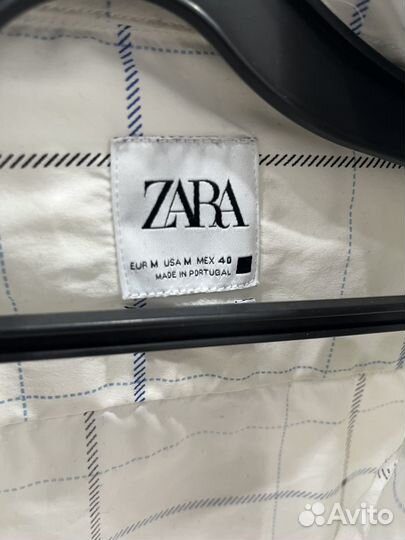 ZARA
EUR M USA M MEX 40
MADE IN PORTUGAL
Avito